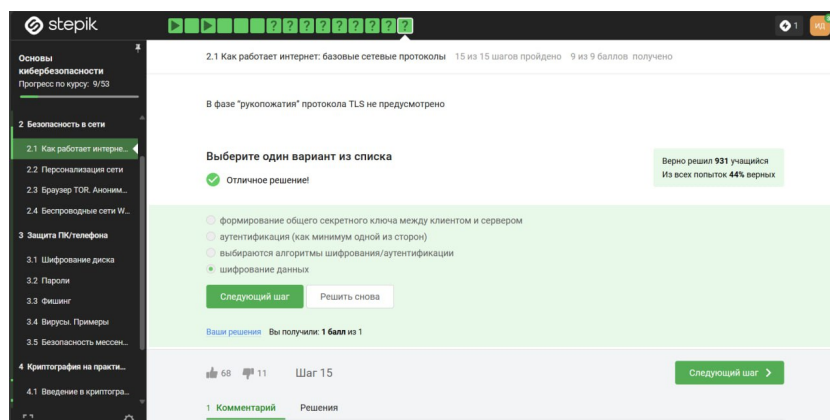 stepik
? ? ? ? ? ? ? ? ? ?
1
ИД
Основы
кибербезопасности
Прогресс по курсу: 9/53
2 Безопасность в сети
2.1 Как работает интерне...
2.2 Персонализация сети
2.3 Браузер TOR. Аноним...
2.4 Беспроводные сети W...
3 Защита ПК/телефона
3.1 Шифрование диска
3.2 Пароли
3.3 Фишинг
3.4 Вирусы. Примеры
3.5 Безопасность мессен...
4 Криптография на практи...
4.1 Введение в криптогра...
2.1 Как работает интернет: базовые сетевые протоколы 15 из 15 шагов пройдено 9 из 9 баллов получено
В фазе “рукопожатия” протокола TLS не предусмотрено
Выберите один вариант из списка
Отличное решение!
Верно решил 931 учащийся
Из всех попыток 44% верных
формирование общего секретного ключа между клиентом и сервером
аутентификация (как минимум одной из сторон)
выбираются алгоритмы шифрования/аутентификации
шифрование данных
Следующий шаг Решить снова
Ваши решения Вы получили: 1 балл из 1
68 11 Шаг 15 Следующий шаг
1 Комментарий Решения